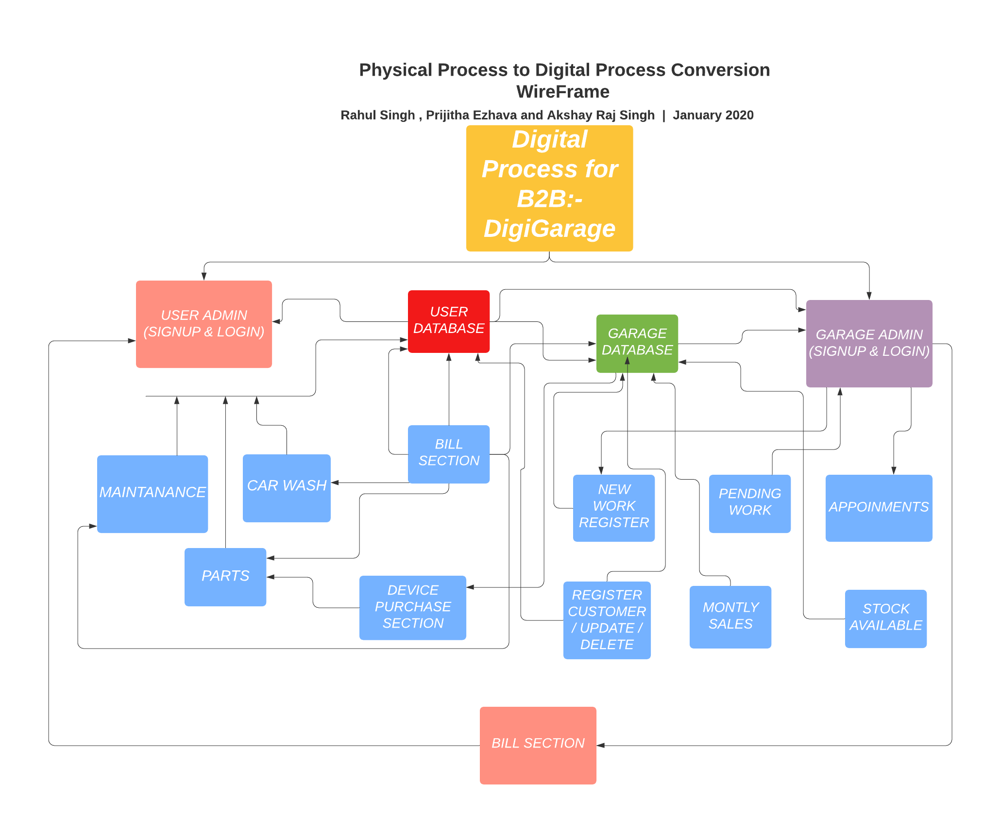 Physical Process to Digital Process Conversion
WireFrame
Rahul Singh , Prijitha Ezhava and Akshay Raj Singh | January 2020
Digital
Process for
B2B:-
DigiGarage
USER ADMIN
(SIGNUP & LOGIN)
USER
DATABASE
GARAGE
DATABASE
GARAGE ADMIN
(SIGNUP & LOGIN)
BILL
SECTION
MAINTANANCE
CAR WASH
NEW
WORK
REGISTER
PENDING
WORK
APPOINMENTS
PARTS
DEVICE
PURCHASE
SECTION
REGISTER
CUSTOMER
/ UPDATE /
DELETE
MONTLY
SALES
STOCK
AVAILABLE
BILL SECTION